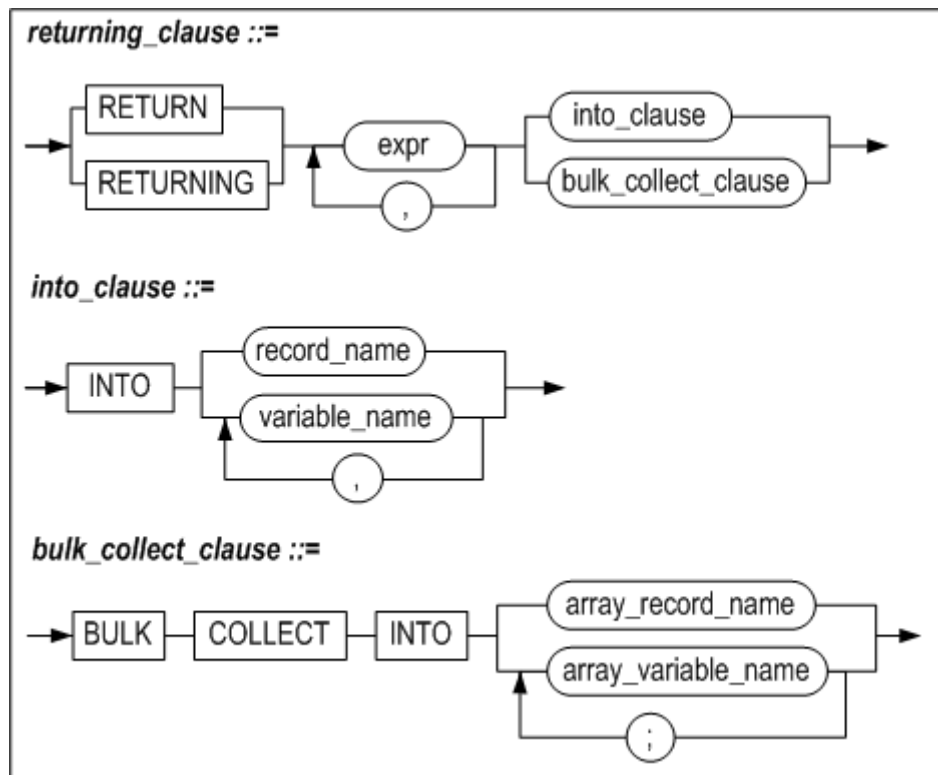 returning_clause ::=
RETURN
into_clause
expr
RETURNING
bulk_collect_clause
,
into_clause ::=
record_name
INTO
variable_name
,
bulk_collect_clause ::=
array_record_name
BULK COLLECT INTO
array_variable_name
;